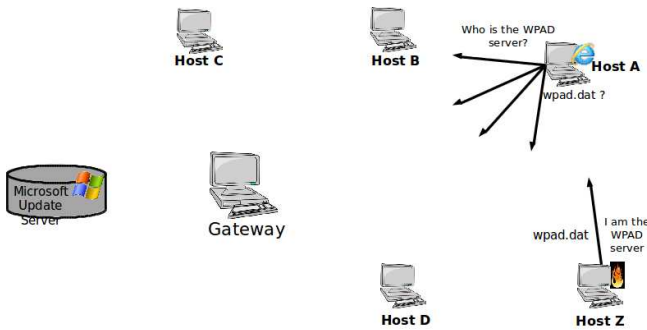 Who is the WPAD
server?
Host C
Host B
Host A
wpad.dat ?
Microsoft
Update
Server
Gateway
wpad.dat
I am the
WPAD
server
Host D
Host Z